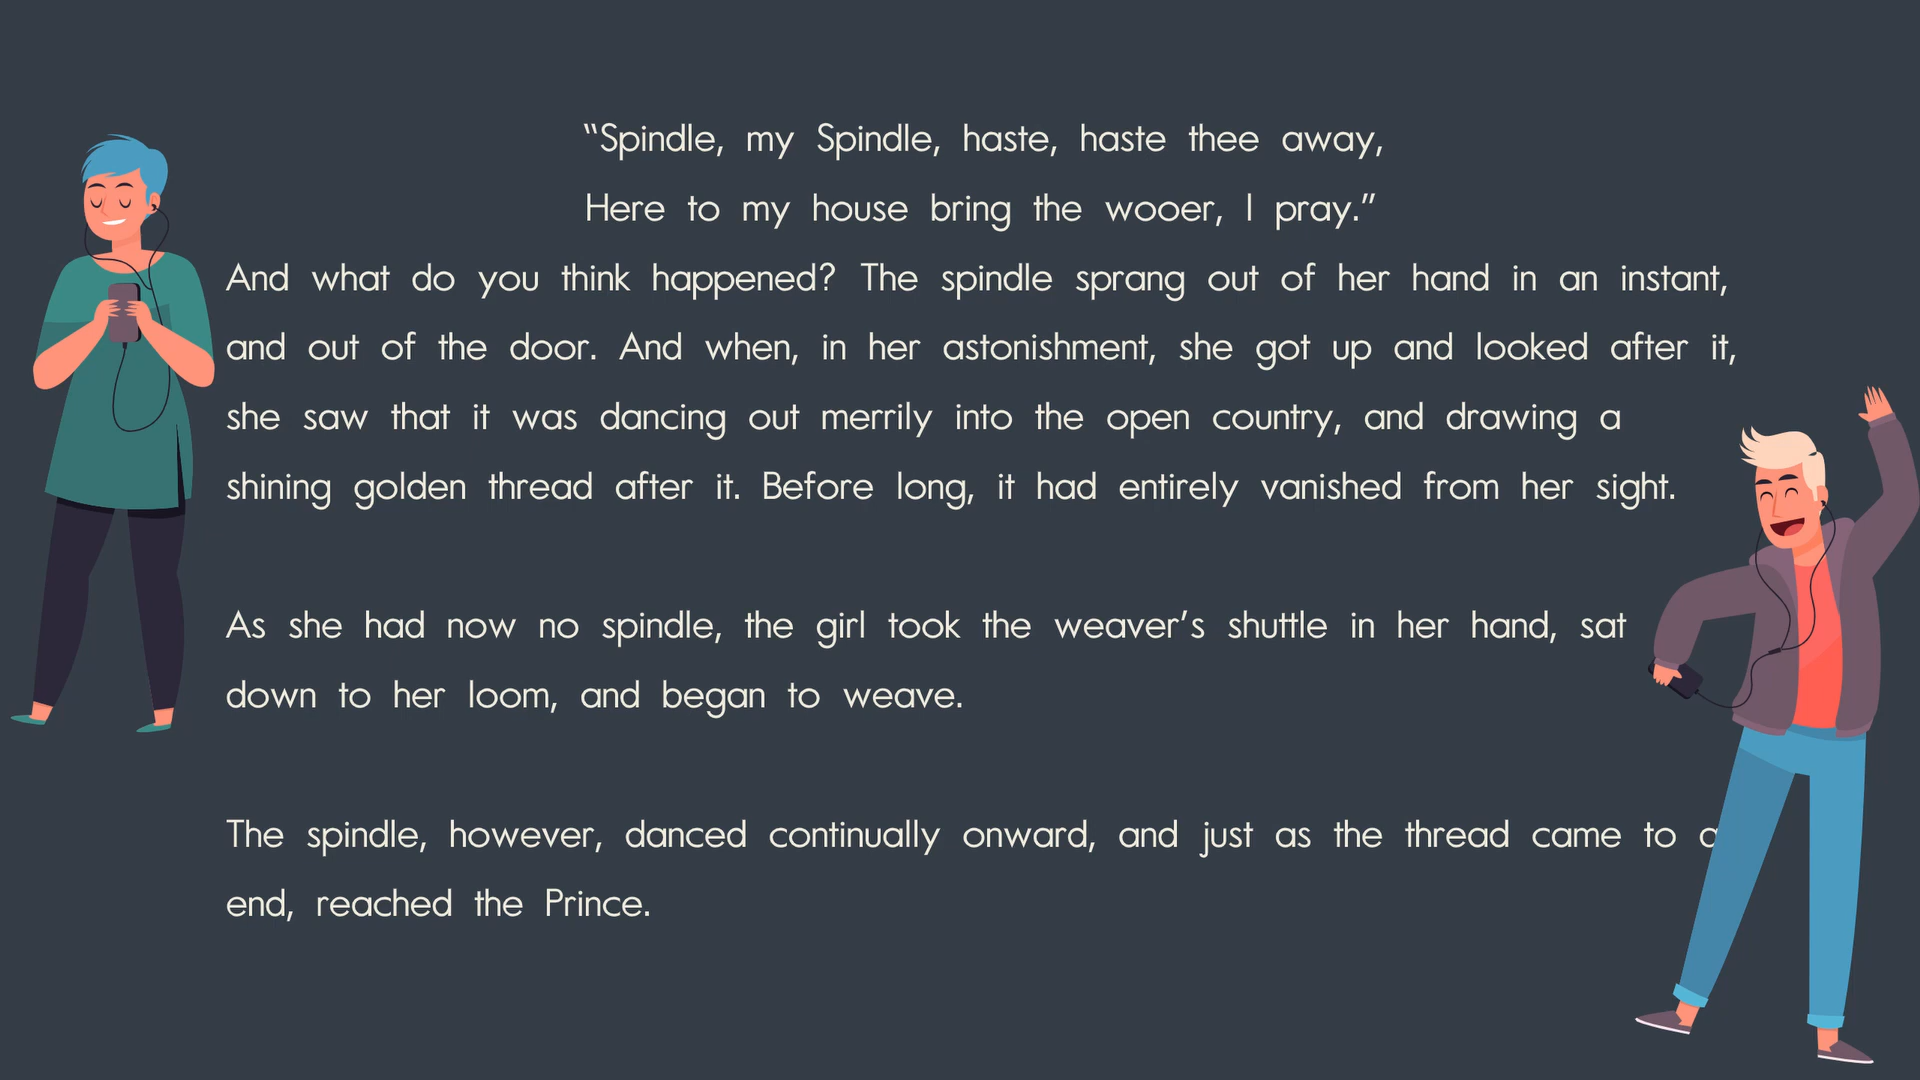 “Spindle, my Spindle, haste, haste thee away,
Here to my house bring the wooer, I pray.”
And what do you think happened? The spindle sprang out of her hand in an instant,
and out of the door. And when, in her astonishment, she got up and looked after it,
she saw that it was dancing out merrily into the open country, and drawing a
shining golden thread after it. Before long, it had entirely vanished from her sight.
As she had now no spindle, the girl took the weaver’s shuttle in her hand, sat
down to her loom, and began to weave.
The spindle, however, danced continually onward, and just as the thread came to
end, reached the Prince.